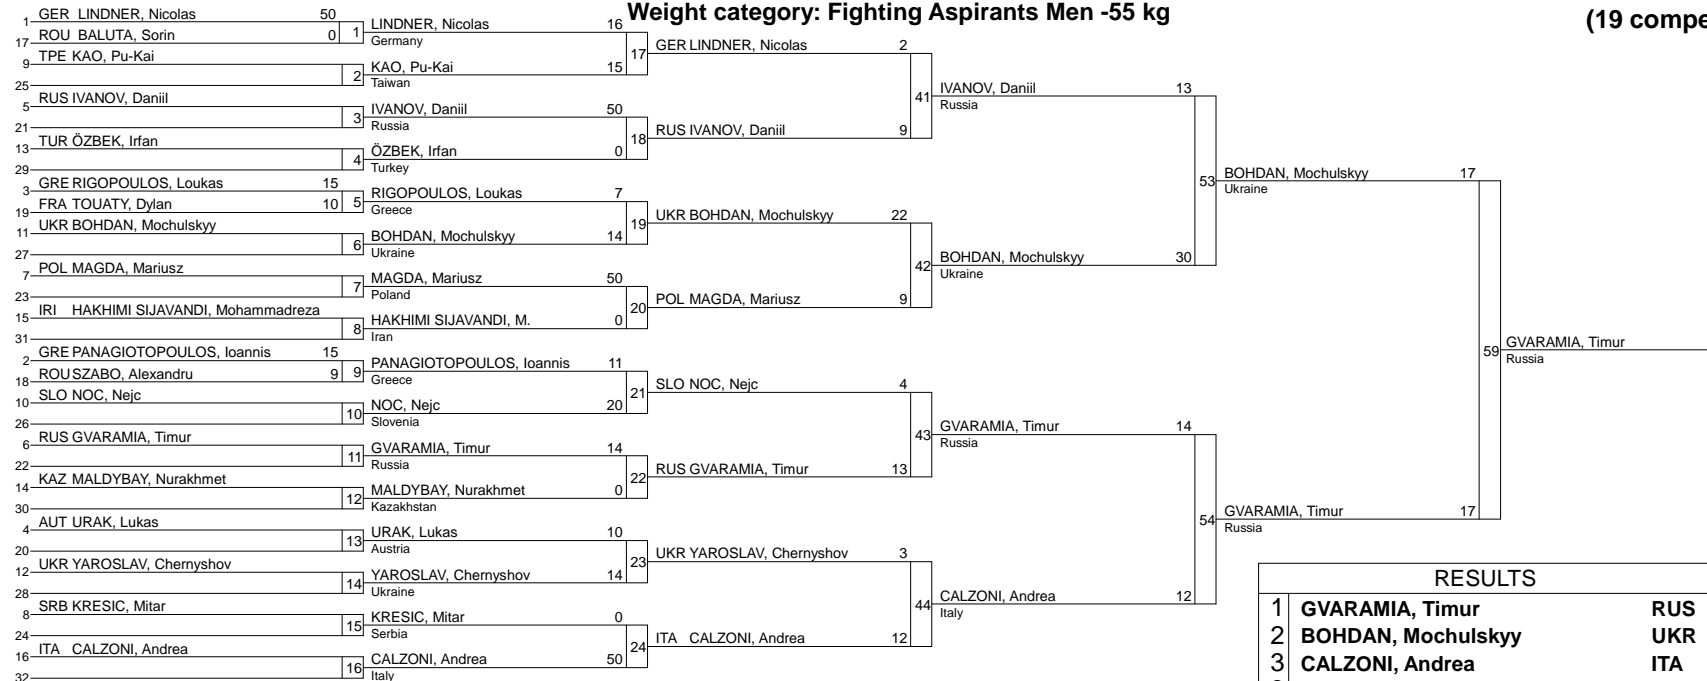 Weight category: Fighting Aspirants Men -55 kg
(19 compe
1 GER LINDNER, Nicolas 50
17 ROU BALUTA, Sorin 0
1
9 TPE KAO, Pu-Kai
25
2
5 RUS IVANOV, Daniil
21
3
13 TUR ÖZBEK, Irfan
29
4
3 GRE RIGOPOULOS, Loukas 15
19 FRA TOUATY, Dylan 10
5
11 UKR BOHDAN, Mochulskyy
27
6
7 POL MAGDA, Mariusz
23
7
15 IRI HAKHIMI SIJAVANDI, Mohammadreza
31
8
2 GRE PANAGIOTOPOULOS, Ioannis 15
18 ROU SZABO, Alexandru 9
9
10 SLO NOC, Nejc
26
10
6 RUS GVARAMIA, Timur
22
11
14 KAZ MALDYBAY, Nurakhmet
30
12
4 AUT URAK, Lukas
20
13
12 UKR YAROSLAV, Chernyshov
28
14
8 SRB KRESIC, Mitar
24
15
16 ITA CALZONI, Andrea
32
16
LINDNER, Nicolas 16
Germany
17
KAO, Pu-Kai 15
Taiwan
IVANOV, Daniil 50
Russia
18
ÖZBEK, Irfan 0
Turkey
RIGOPOULOS, Loukas 7
Greece
19
BOHDAN, Mochulskyy 14
Ukraine
MAGDA, Mariusz 50
Poland
20
HAKHIMI SIJAVANDI, M. 0
Iran
PANAGIOTOPOULOS, Ioannis 11
Greece
21
NOC, Nejc 20
Slovenia
GVARAMIA, Timur 14
Russia
22
MALDYBAY, Nurakhmet 0
Kazakhstan
URAK, Lukas 10
Austria
23
YAROSLAV, Chernyshov 14
Ukraine
KRESIC, Mitar 0
Serbia
24
CALZONI, Andrea 50
Italy
GER LINDNER, Nicolas 2
41
RUS IVANOV, Daniil 9
UKR BOHDAN, Mochulskyy 22
42
POL MAGDA, Mariusz 9
SLO NOC, Nejc 4
43
RUS GVARAMIA, Timur 13
UKR YAROSLAV, Chernyshov 3
44
ITA CALZONI, Andrea 12
IVANOV, Daniil 13
Russia
53
BOHDAN, Mochulskyy 30
Ukraine
GVARAMIA, Timur 14
Russia
54
CALZONI, Andrea 12
Italy
BOHDAN, Mochulskyy 17
Ukraine
59
GVARAMIA, Timur 17
Russia
GVARAMIA, Timur
Russia
RESULTS
1 GVARAMIA, Timur RUS
2 BOHDAN, Mochulskyy UKR
3 CALZONI, Andrea ITA